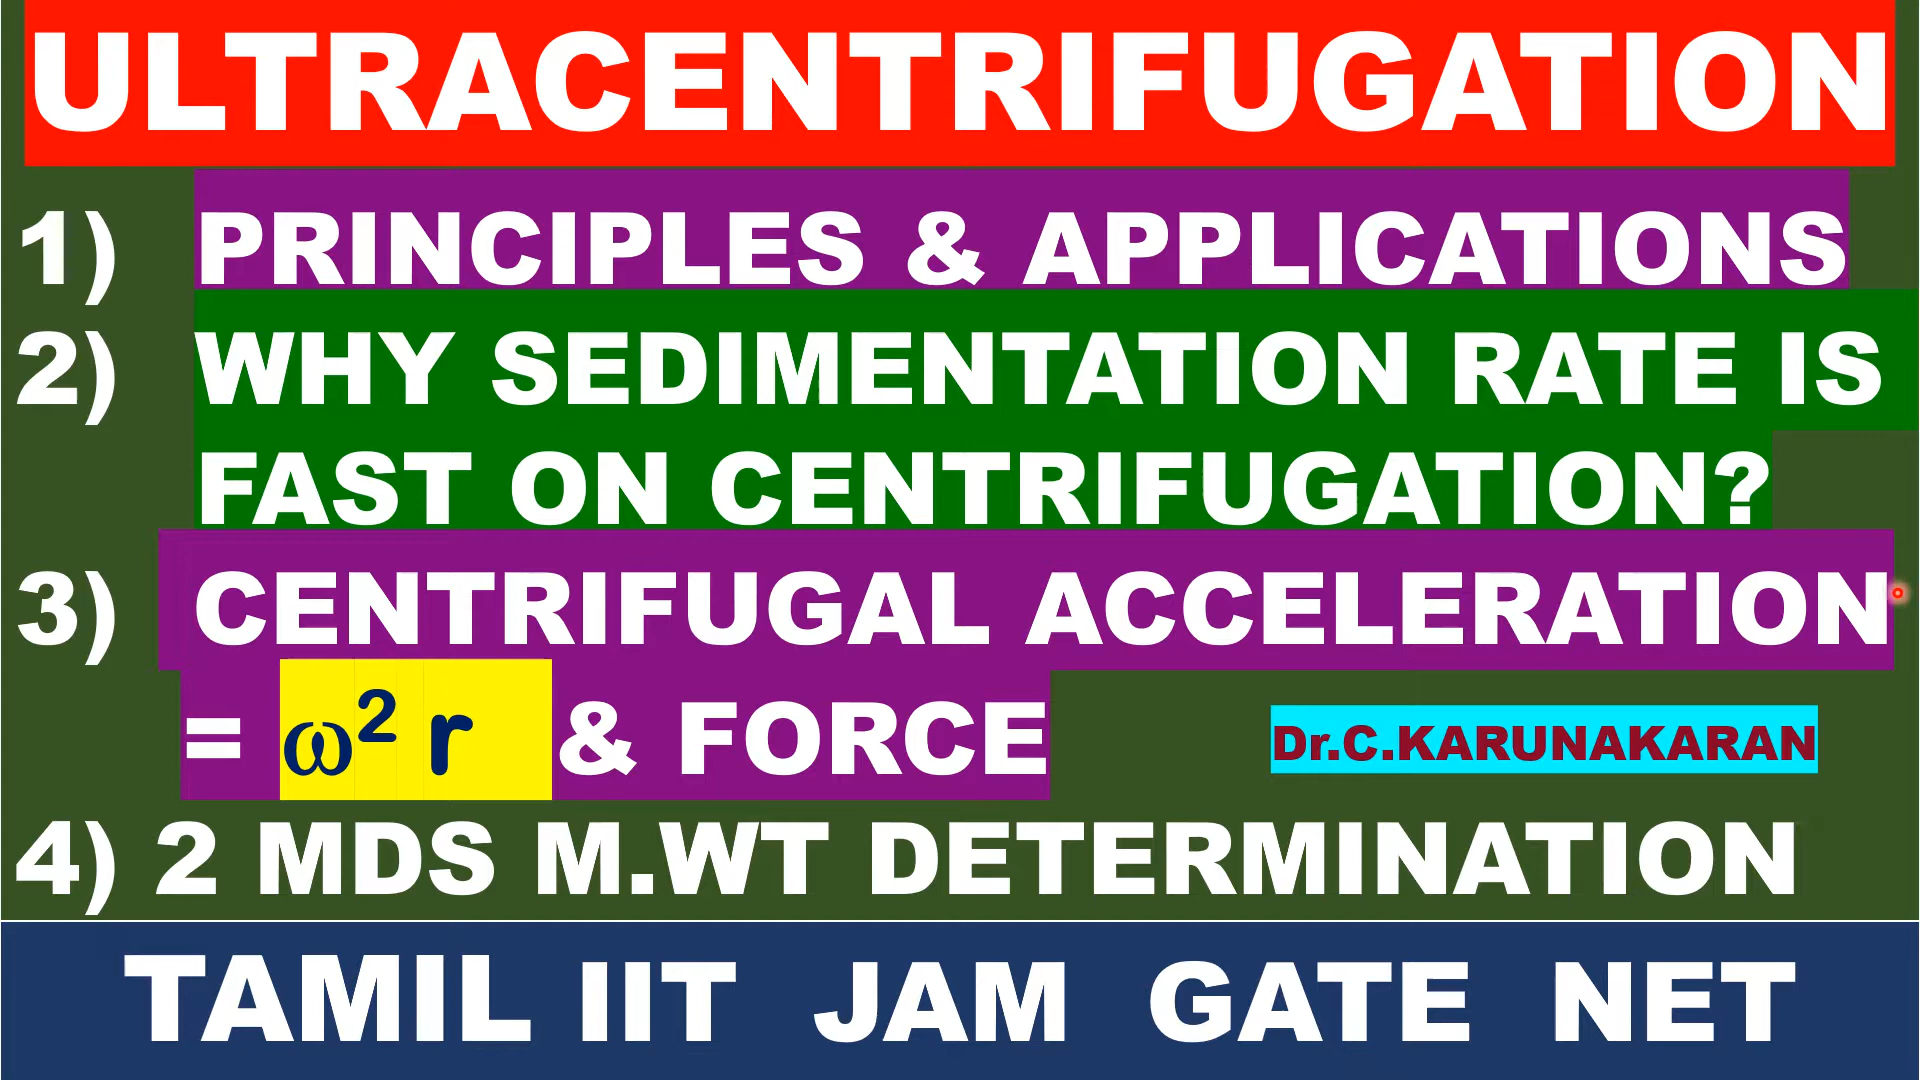 ULTRACENTRIFUGATION
1) PRINCIPLES & APPLICATIONS
2) WHY SEDIMENTATION RATE IS
FAST ON CENTRIFUGATION?
3) CENTRIFUGAL ACCELERATION
= ω² r & FORCE
Dr.C.KARUNAKARAN
4) 2 MDS M.WT DETERMINATION
TAMIL IIT JAM GATE NET